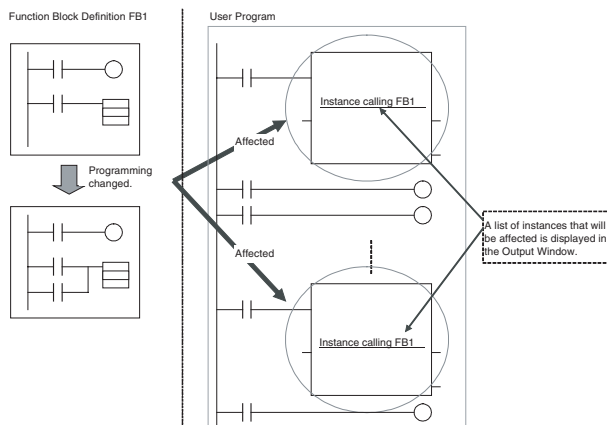 Function Block Definition FB1
User Program
Instance calling FB1
Affected
Programming
changed.
A list of instances that will
be affected is displayed in
the Output Window.
Affected
Instance calling FB1